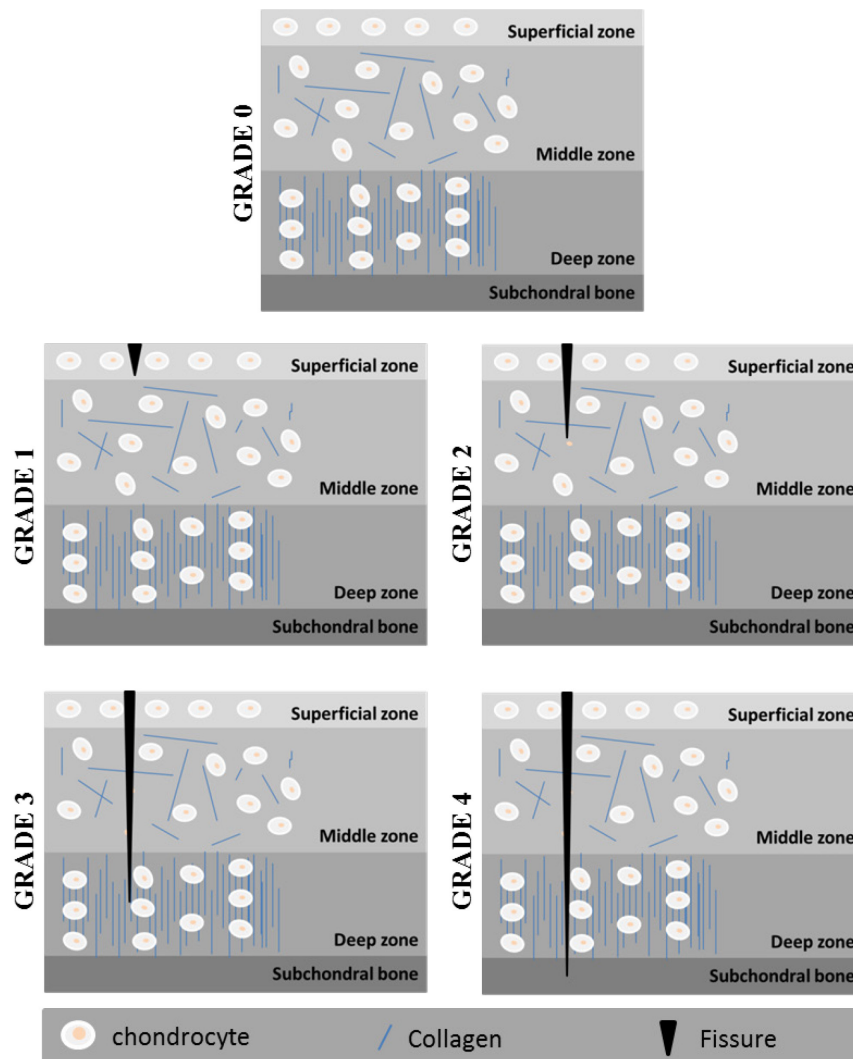 GRADE 0
Superficial zone
Middle zone
Deep zone
Subchondral bone
GRADE 1
Superficial zone
Middle zone
Deep zone
Subchondral bone
GRADE 2
Superficial zone
Middle zone
Deep zone
Subchondral bone
GRADE 3
Superficial zone
Middle zone
Deep zone
Subchondral bone
GRADE 4
Superficial zone
Middle zone
Deep zone
Subchondral bone
chondrocyte Collagen Fissure